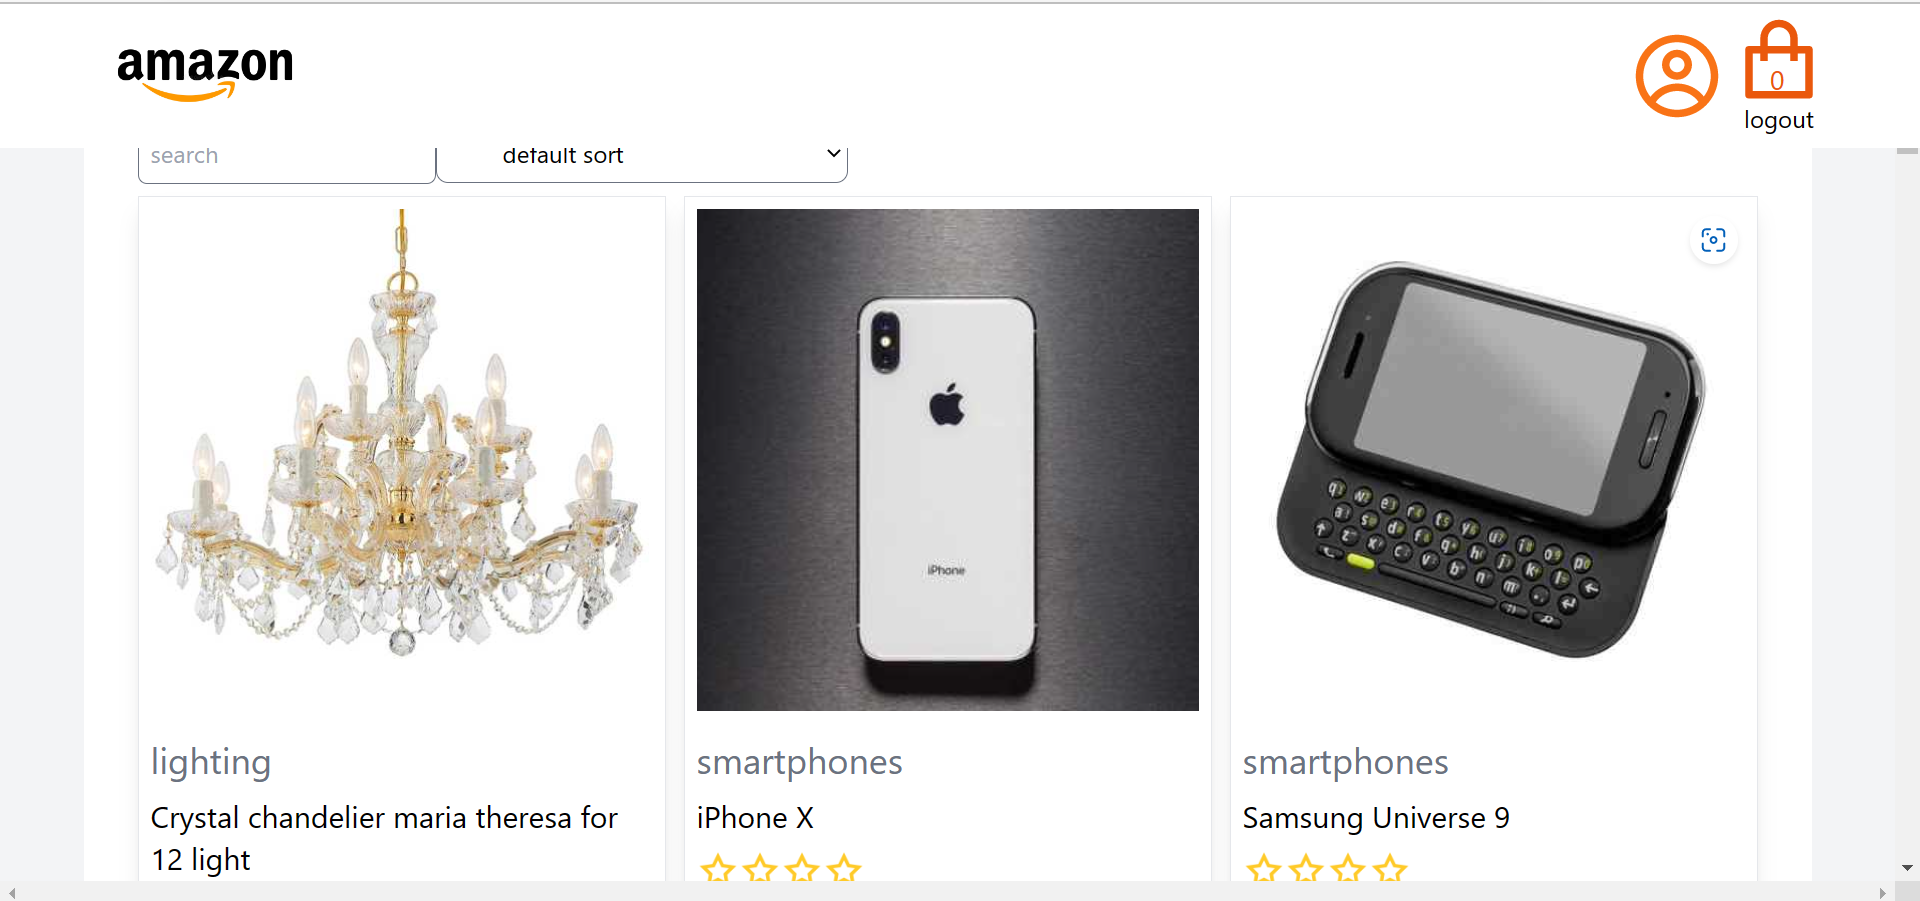 amazon
0
logout
search
default sort
iPhone
lighting
Crystal chandelier maria theresa for
12 light
smartphones
iPhone X
smartphones
Samsung Universe 9